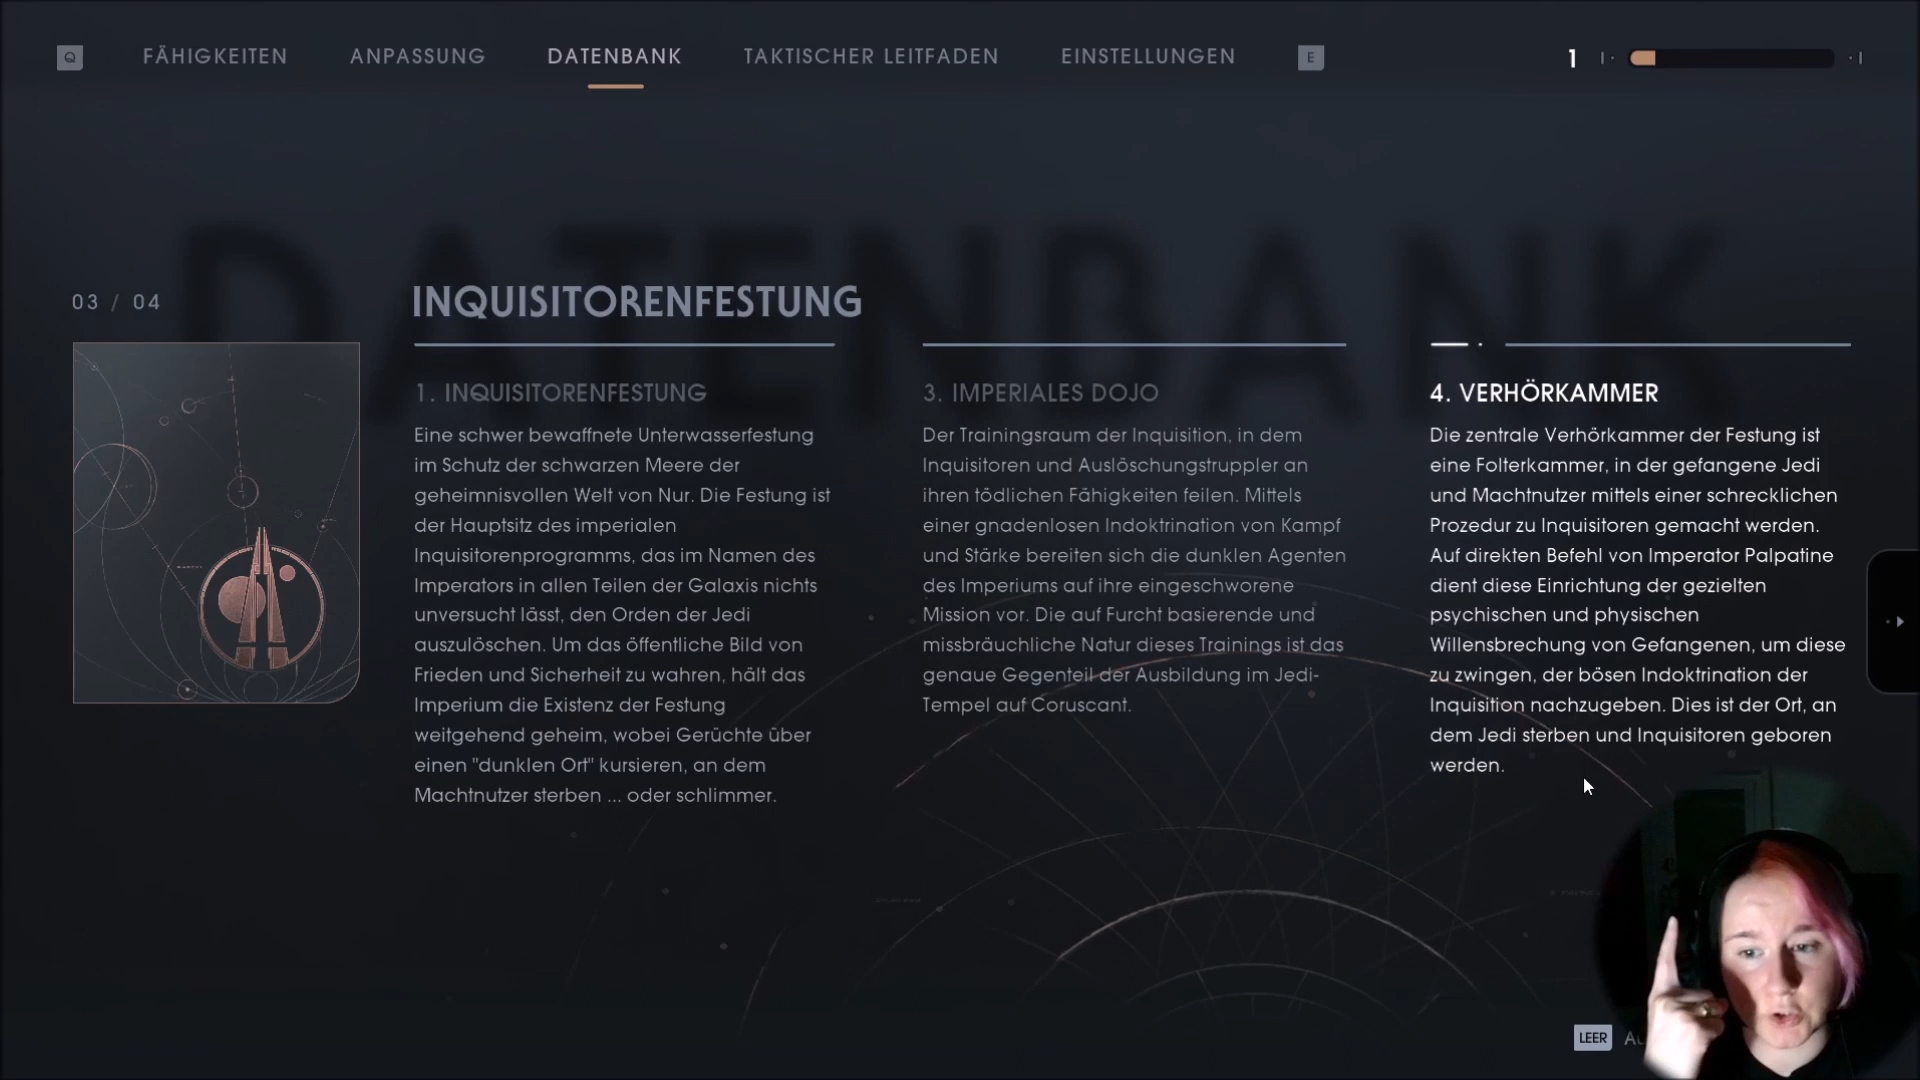 Q FÄHIGKEITEN ANPASSUNG DATENBANK TAKTISCHER LEITFADEN EINSTELLUNGEN E 1
DATENBANK
03 / 04
INQUISITORENFESTUNG
1. INQUISITORENFESTUNG
Eine schwer bewaffnete Unterwasserfestung
im Schutz der schwarzen Meere der
geheimnisvollen Welt von Nur. Die Festung ist
der Hauptsitz des imperialen
Inquisitorenprogramms, das im Namen des
Imperators in allen Teilen der Galaxis nichts
unversucht lässt, den Orden der Jedi
auszulöschen. Um das öffentliche Bild von
Frieden und Sicherheit zu wahren, hält das
Imperium die Existenz der Festung
weitgehend geheim, wobei Gerüchte über
einen "dunklen Ort" kursieren, an dem
Machtnutzer sterben ... oder schlimmer.
3. IMPERIALES DOJO
Der Trainingsraum der Inquisition, in dem
Inquisitoren und Auslöschungstruppler an
ihren tödlichen Fähigkeiten feilen. Mittels
einer gnadenlosen Indoktrination von Kampf
und Stärke bereiten sich die dunklen Agenten
des Imperiums auf ihre eingeschworene
Mission vor. Die auf Furcht basierende und
missbräuchliche Natur dieses Trainings ist das
genaue Gegenteil der Ausbildung im Jedi-
Tempel auf Coruscant.
4. VERHÖRKAMMER
Die zentrale Verhörkammer der Festung ist
eine Folterkammer, in der gefangene Jedi
und Machtnutzer mittels einer schrecklichen
Prozedur zu Inquisitoren gemacht werden.
Auf direkten Befehl von Imperator Palpatine
dient diese Einrichtung der gezielten
psychischen und physischen
Willensbrechung von Gefangenen, um diese
zu zwingen, der bösen Indoktrination der
Inquisition nachzugeben. Dies ist der Ort, an
dem Jedi sterben und Inquisitoren geboren
werden.
LEER